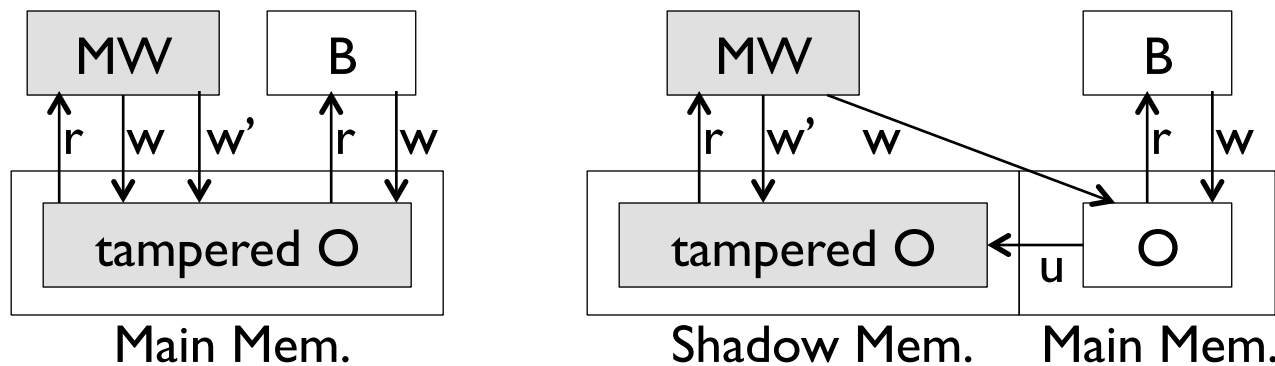 MW B MW B
r w w’ r w r w’ w r w
tampered O tampered O O
u
Main Mem. Shadow Mem. Main Mem.